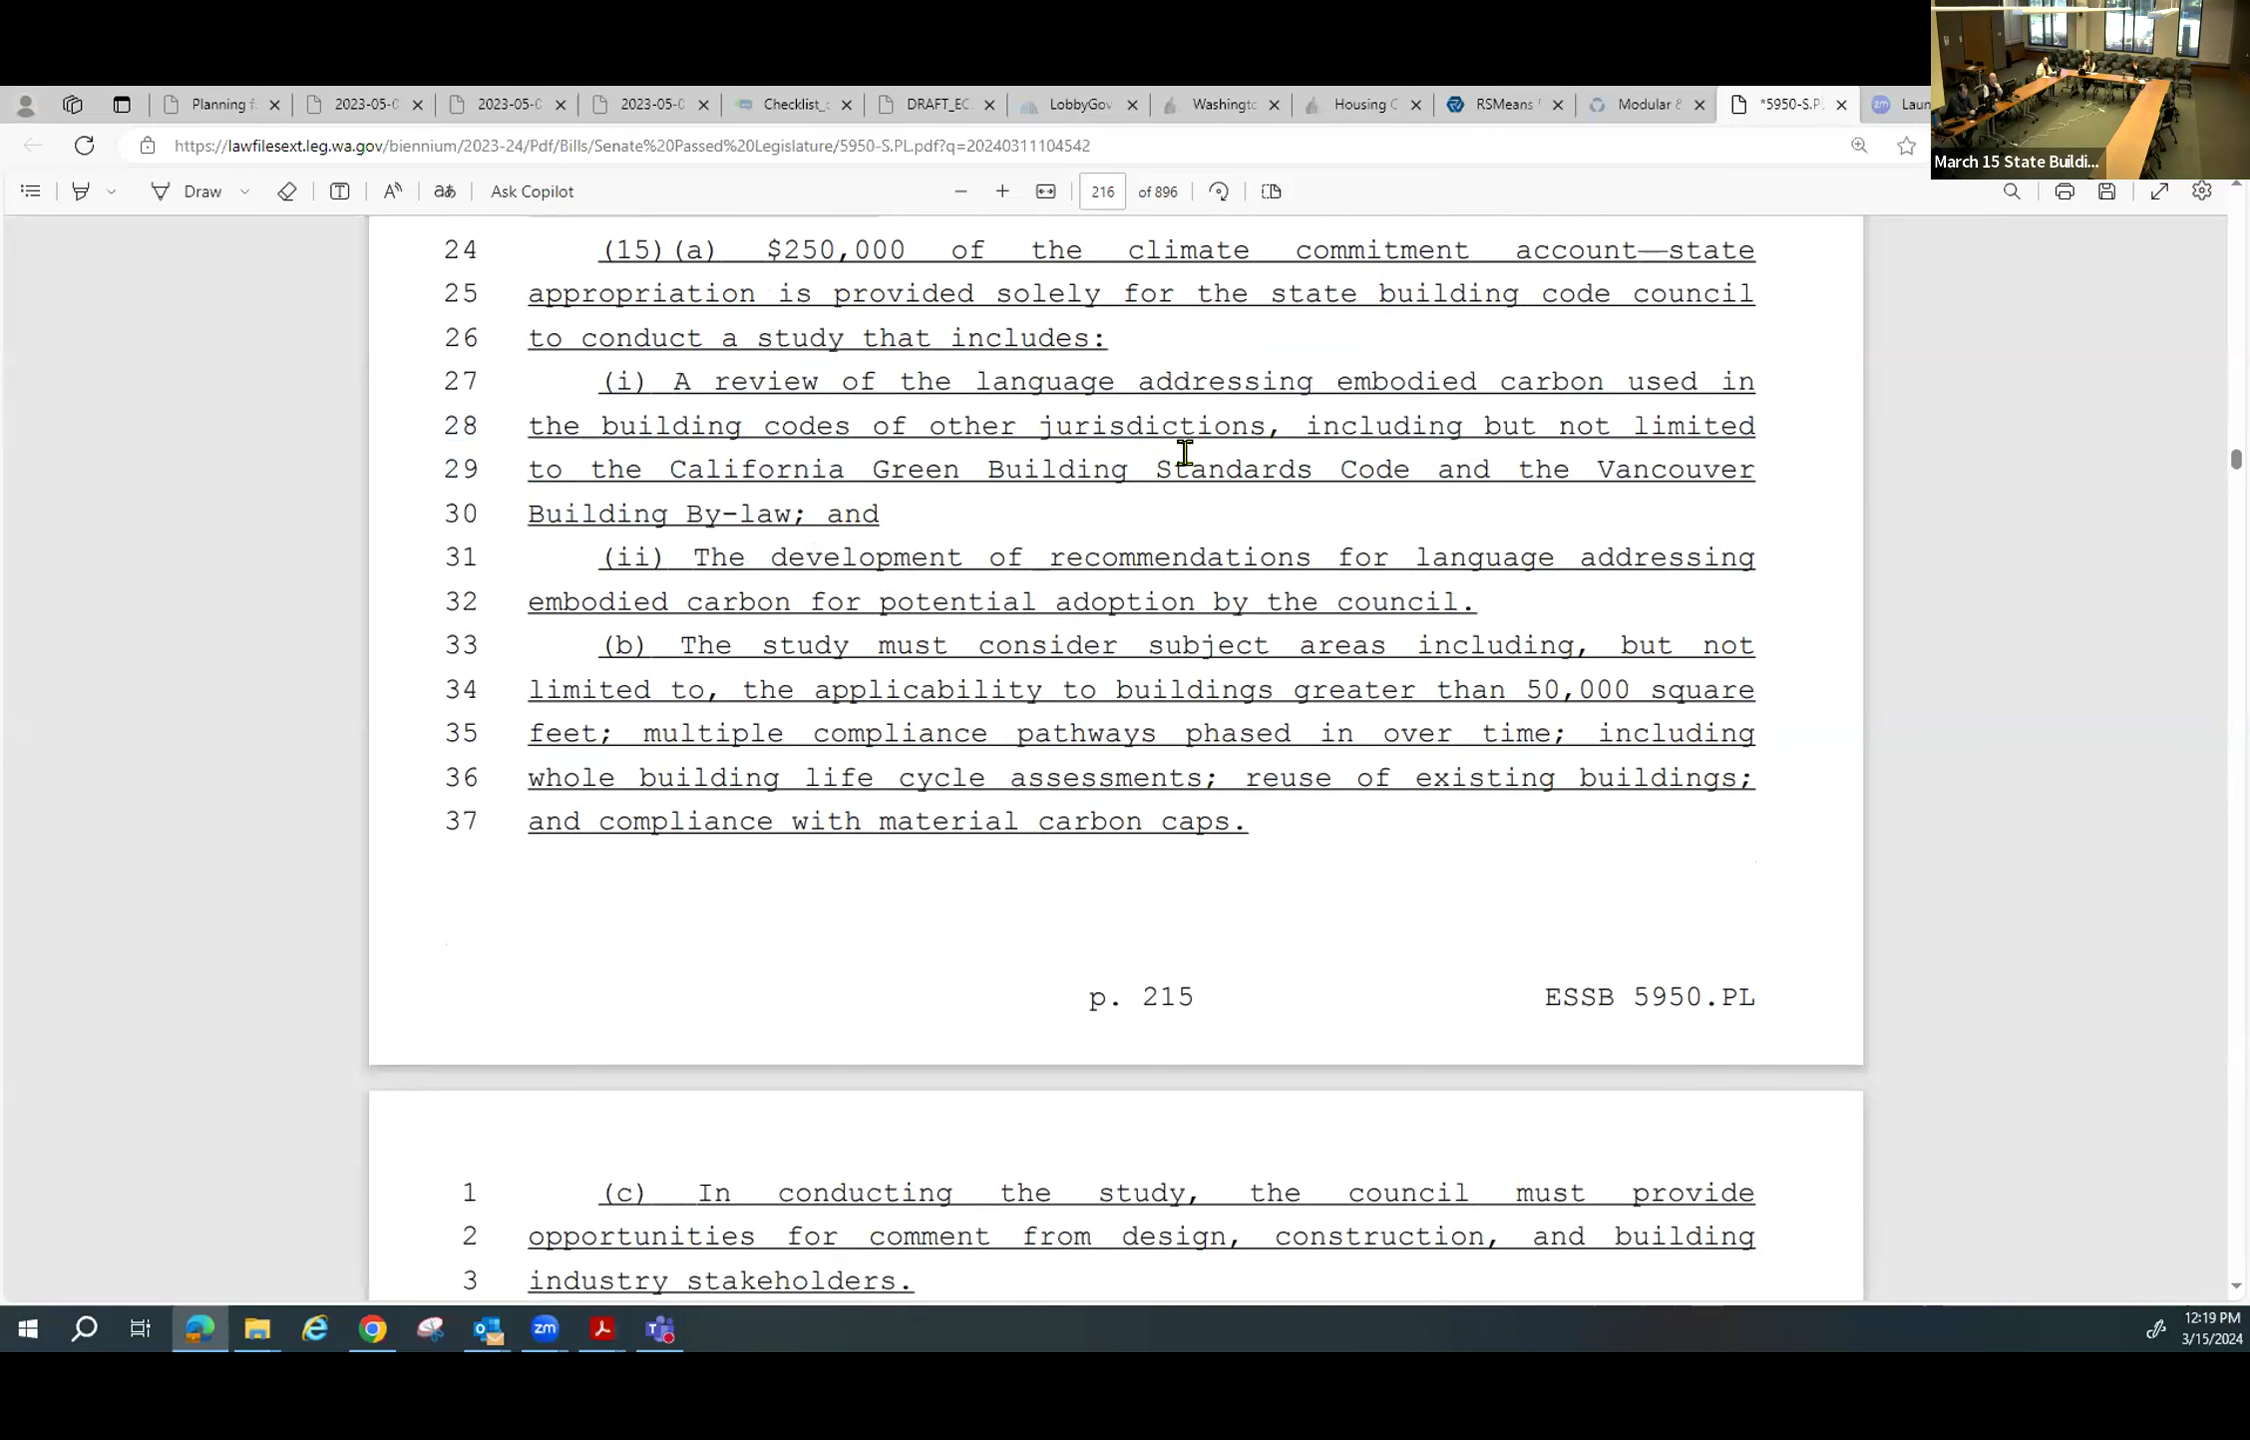 Planning f
2023-05-0
2023-05-0
2023-05-0
Checklist_
DRAFT_EC
LobbyGov
Washingto
Housing C
RSMeans
Modular &
*5950-S.P
Laun
https://lawfilesext.leg.wa.gov/biennium/2023-24/Pdf/Bills/Senate%20Passed%20Legislature/5950-S.PL.pdf?q=20240311104542
March 15 State Buildi...
Draw
Ask Copilot
216 of 896
24 (15)(a) $250,000 of the climate commitment account—state
25 appropriation is provided solely for the state building code council
26 to conduct a study that includes:
27 (i) A review of the language addressing embodied carbon used in
28 the building codes of other jurisdictions, including but not limited
29 to the California Green Building Standards Code and the Vancouver
30 Building By-law; and
31 (ii) The development of recommendations for language addressing
32 embodied carbon for potential adoption by the council.
33 (b) The study must consider subject areas including, but not
34 limited to, the applicability to buildings greater than 50,000 square
35 feet; multiple compliance pathways phased in over time; including
36 whole building life cycle assessments; reuse of existing buildings;
37 and compliance with material carbon caps.
p. 215 ESSB 5950.PL
1 (c) In conducting the study, the council must provide
2 opportunities for comment from design, construction, and building
3 industry stakeholders.
12:19 PM
3/15/2024